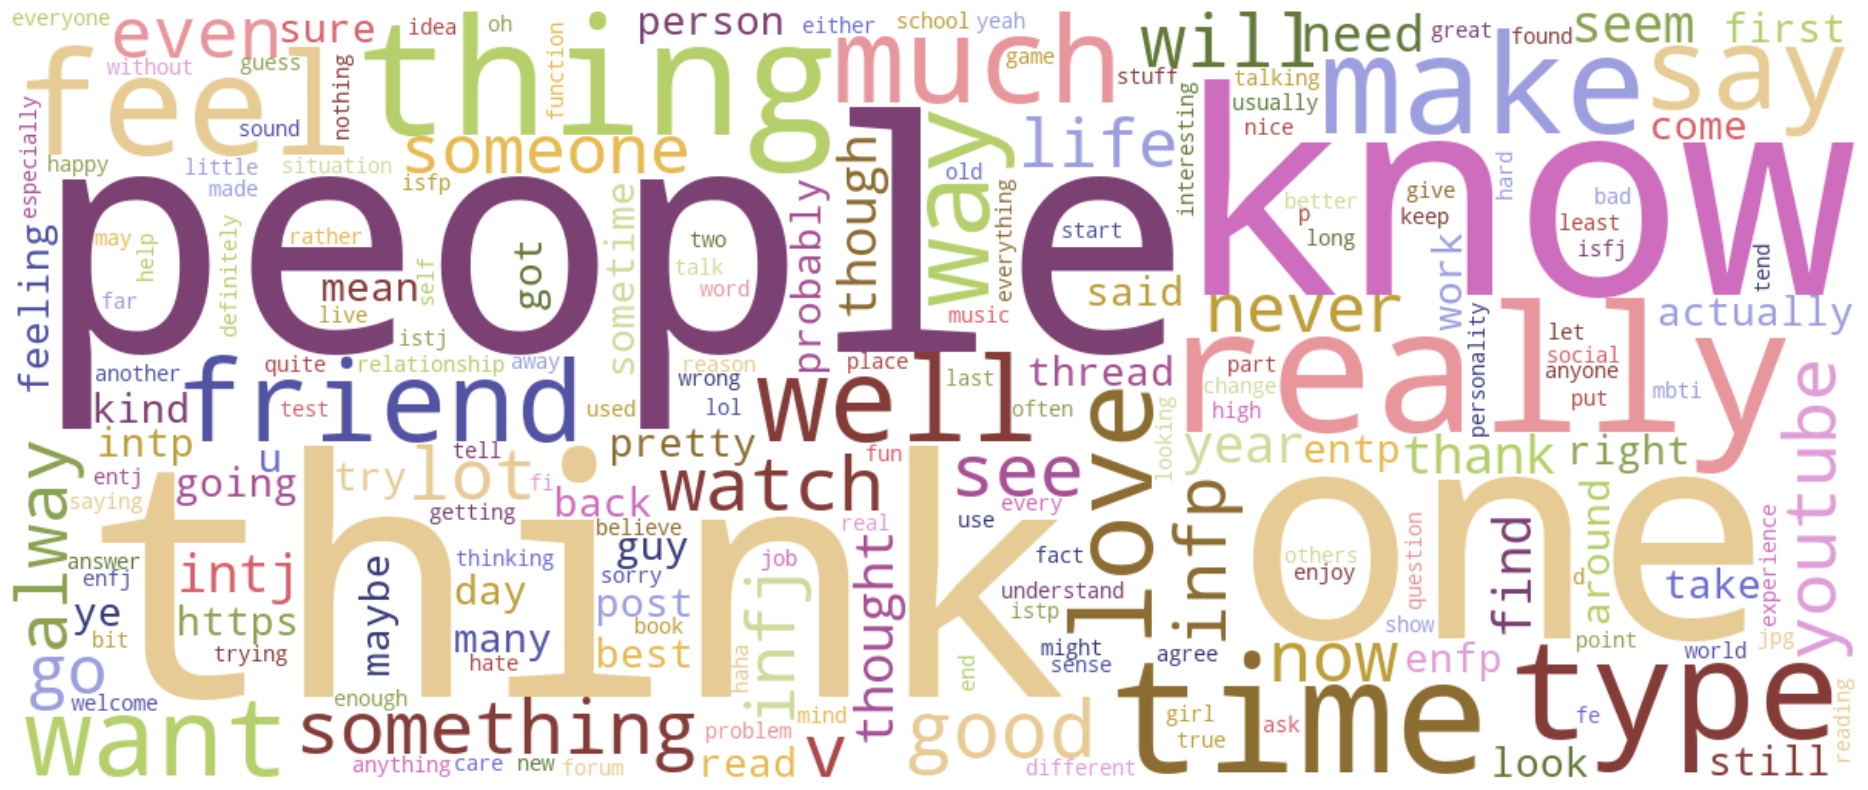 everyone
even
sure
idea
oh
thing
person
either
school
yeah
much
game
will
need
great
found
seem
first
feel
without
guess
nothing
function
stuff
talking
usually
nice
interesting
make
say
come
especially
sound
happy
little
made
situation
someone
isfp
though
way
old
life
know
hard
people
may
help
far
definitely
rather
mean
live
self
got
istj
sometime
two
talk
word
probably
everything
start
said
music
better
p
long
give
keep
bad
least
isfj
tend
feeling
never
work
actually
another
kind
quite
relationship
away
friend
test
used
reason
wrong
lol
place
well
last
thread
often
really
part
change
high
personality
let
social
anyone
put
mbti
youtube
intp
u
tell
pretty
fun
love
looking
year
entp
thank
right
alway
entj
saying
going
try
lot
fi
back
watch
see
every
getting
believe
real
use
think
answer
enfj
intj
maybe
thinking
guy
sorry
job
fact
understand
istp
infp
one
others
enjoy
question
find
d
around
take
experience
ye
https
bit
day
post
book
infj
thought
many
best
trying
hate
haha
end
might
sense
agree
show
point
world
jpg
go
welcome
enough
now
enfp
time
type
want
something
problem
mind
v
good
girl
true
ask
fe
reading
anything
care
new
forum
read
different
look
still